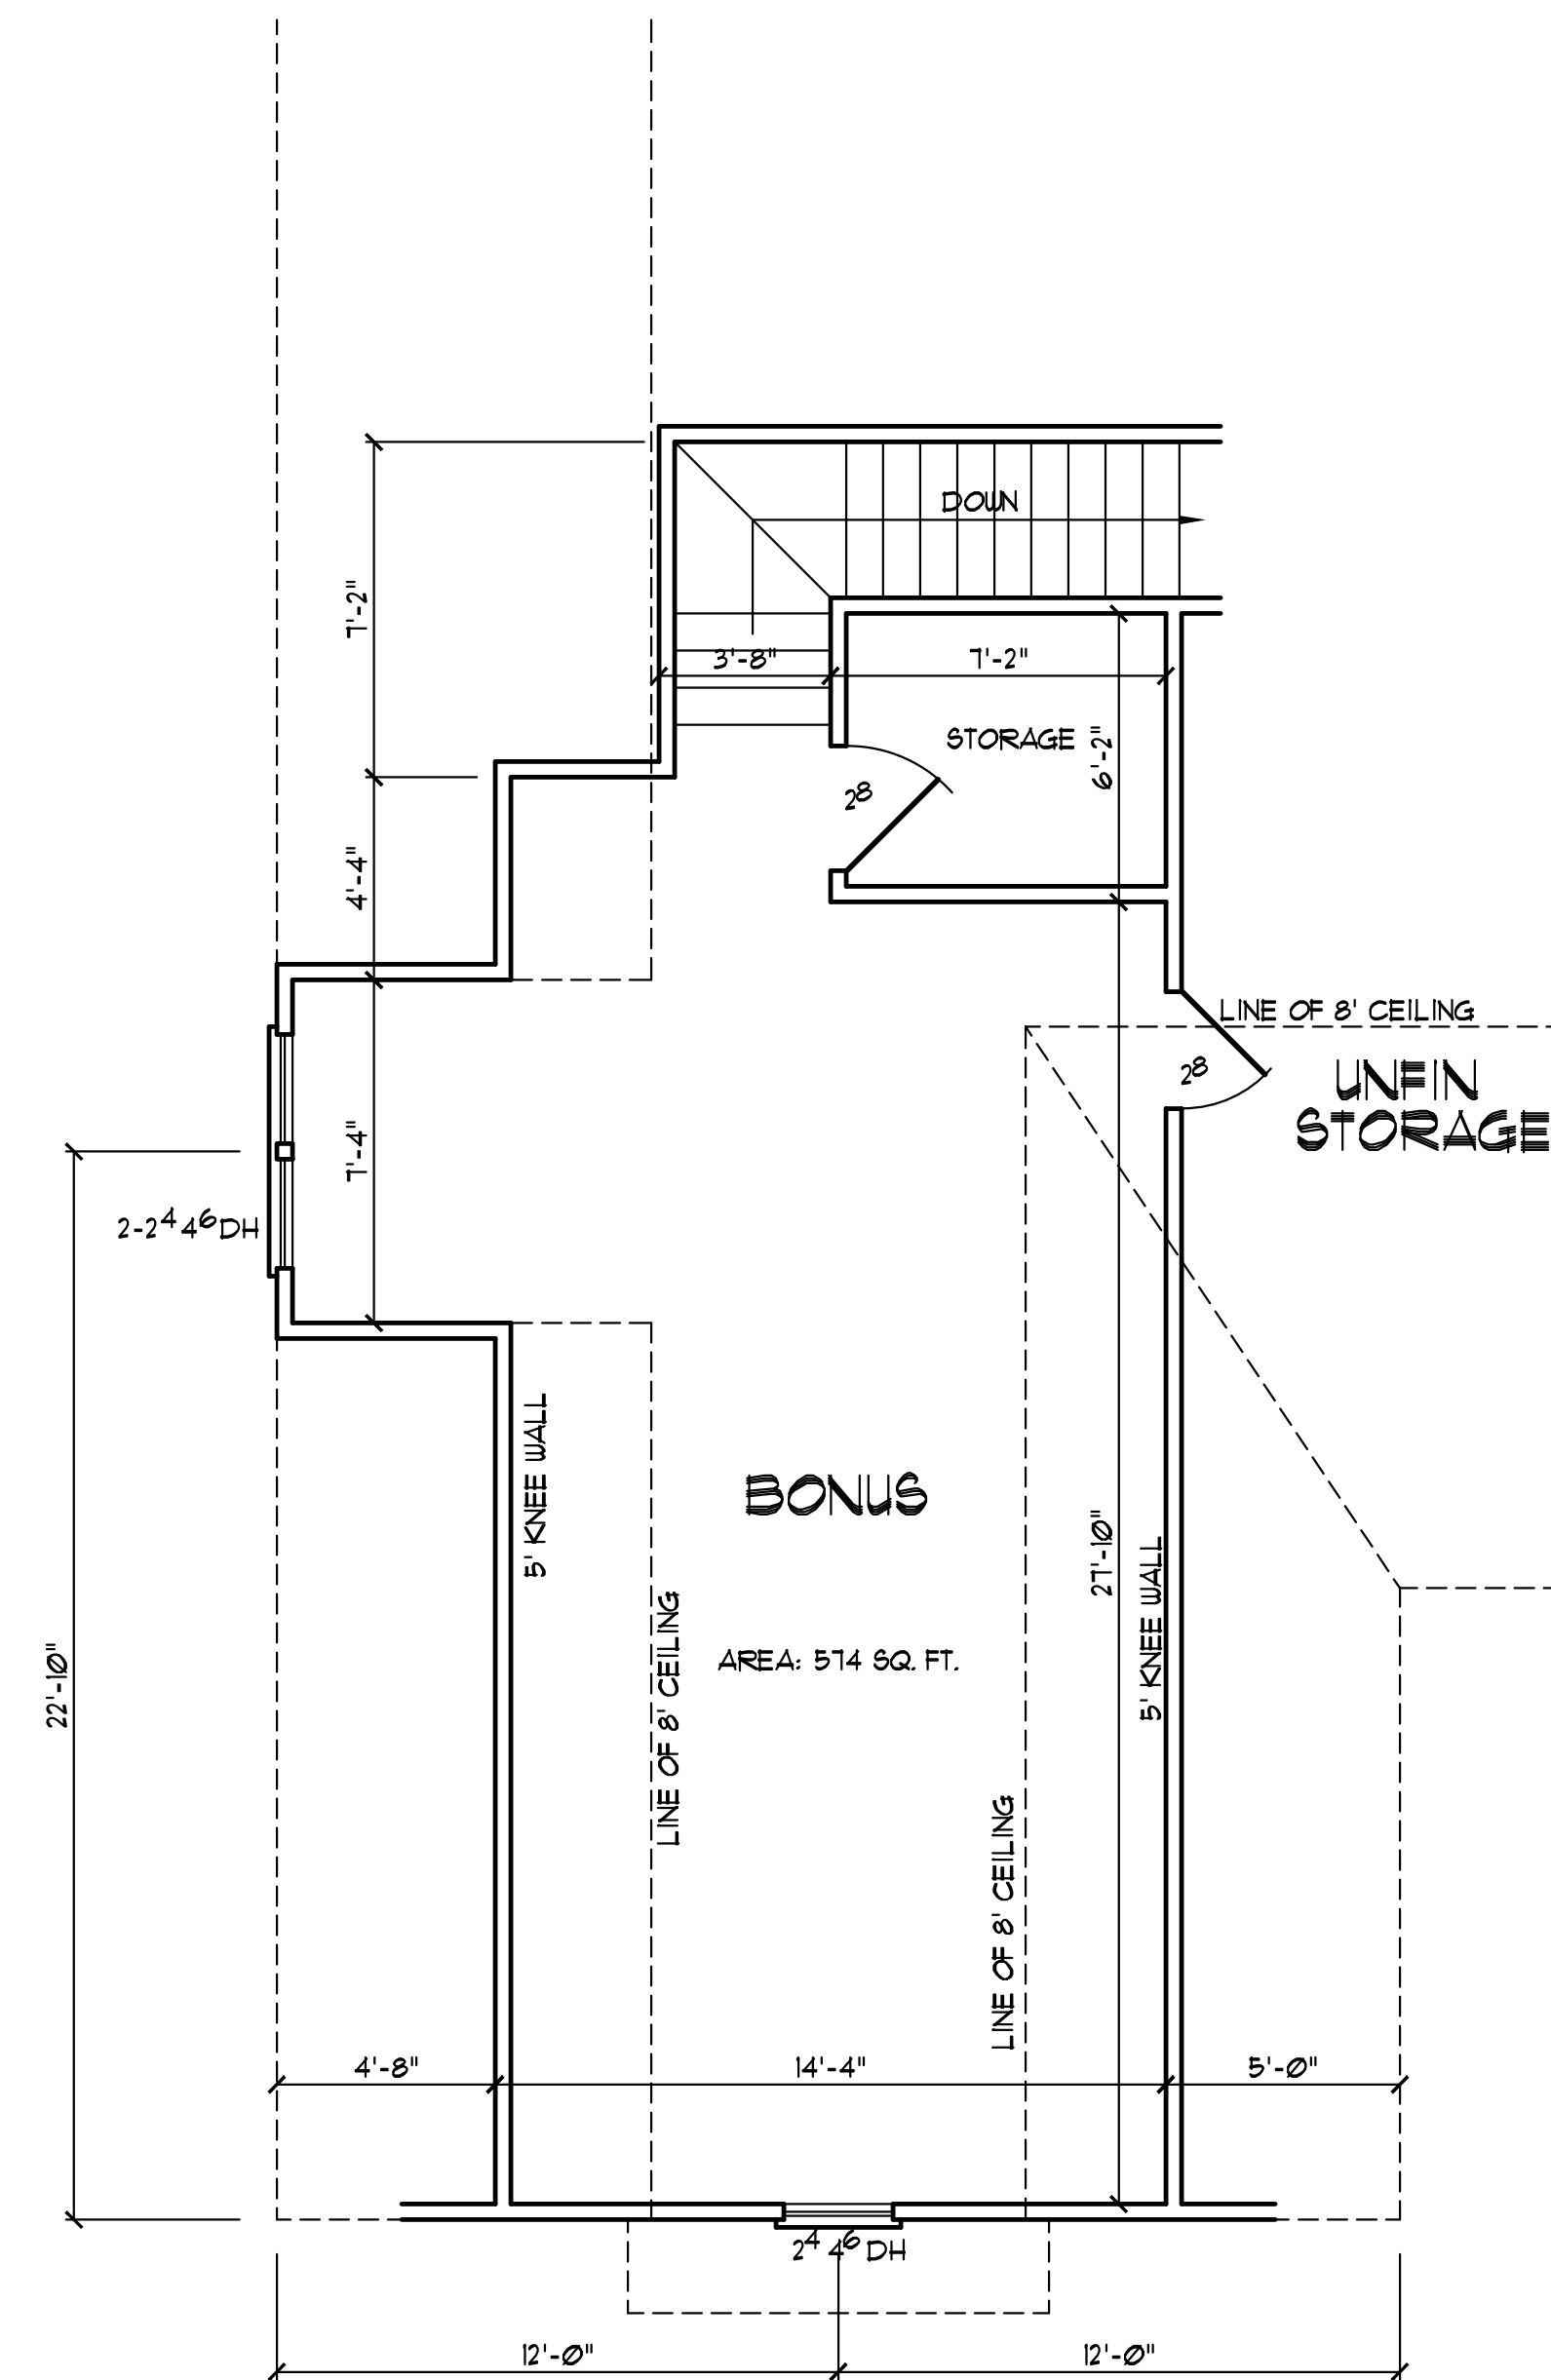 DOWN
7'-2"
3'-8"
7'-2"
STORAGE
6'-2"
28
4'-4"
LINE OF 8' CEILING
28
UNFIN
STORAGE
7'-4"
2-2⁴4⁶DH
5' KNEE WALL
BONUS
27'-10"
5' KNEE WALL
LINE OF 8' CEILING
AREA: 574 SQ. FT.
22'-10"
LINE OF 8' CEILING
4'-8"
14'-4"
5'-0"
2⁴4⁶DH
12'-0"
12'-0"